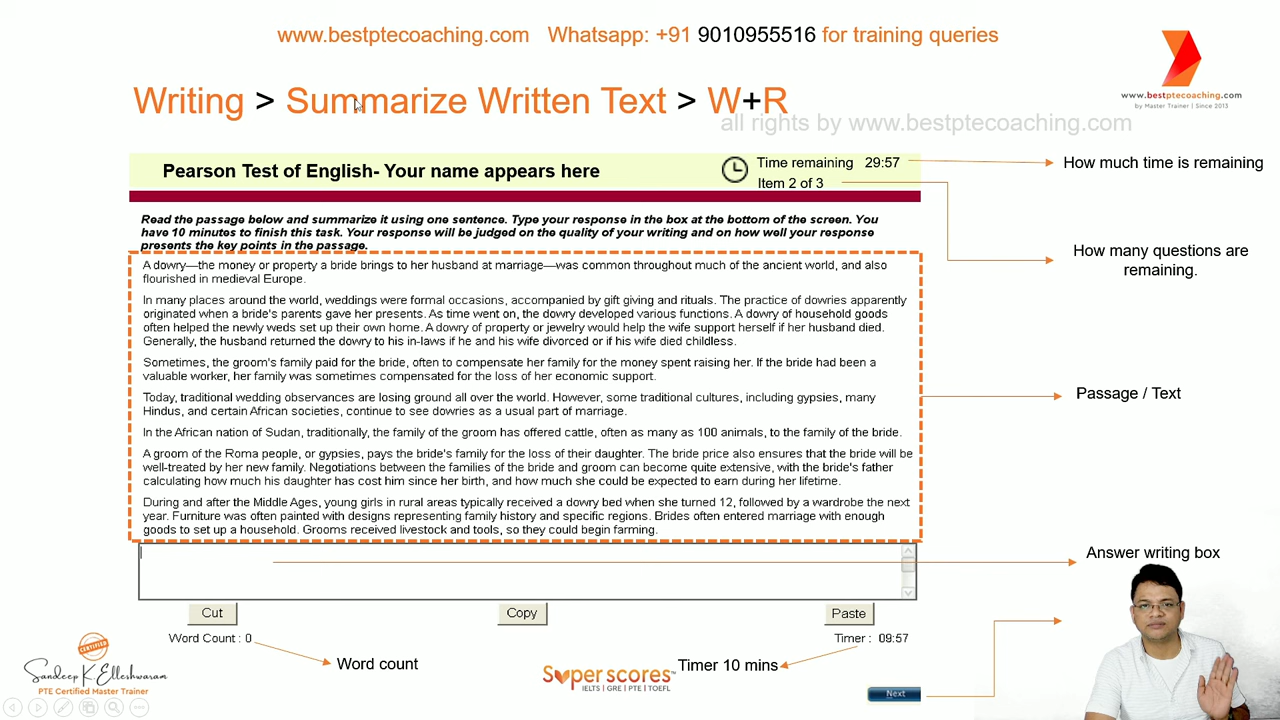 www.bestptecoaching.com Whatsapp: +91 9010955516 for training queries
www.bestptecoaching.com
by Master Trainer | Since 2013
Writing > Summarize Written Text > W+R
all rights by www.bestptecoaching.com
Pearson Test of English- Your name appears here
Time remaining 29:57
Item 2 of 3
How much time is remaining
How many questions are
remaining.
Read the passage below and summarize it using one sentence. Type your response in the box at the bottom of the screen. You
have 10 minutes to finish this task. Your response will be judged on the quality of your writing and on how well your response
presents the key points in the passage.
A dowry—the money or property a bride brings to her husband at marriage—was common throughout much of the ancient world, and also
flourished in medieval Europe.
In many places around the world, weddings were formal occasions, accompanied by gift giving and rituals. The practice of dowries apparently
originated when a bride's parents gave her presents. As time went on, the dowry developed various functions. A dowry of household goods
often helped the newly weds set up their own home. A dowry of property or jewelry would help the wife support herself if her husband died.
Generally, the husband returned the dowry to his in-laws if he and his wife divorced or if his wife died childless.
Sometimes, the groom's family paid for the bride, often to compensate her family for the money spent raising her. If the bride had been a
valuable worker, her family was sometimes compensated for the loss of her economic support.
Today, traditional wedding observances are losing ground all over the world. However, some traditional cultures, including gypsies, many
Hindus, and certain African societies, continue to see dowries as a usual part of marriage.
In the African nation of Sudan, traditionally, the family of the groom has offered cattle, often as many as 100 animals, to the family of the bride.
A groom of the Roma people, or gypsies, pays the bride's family for the loss of their daughter. The bride price also ensures that the bride will be
well-treated by her new family. Negotiations between the families of the bride and groom can become quite extensive, with the bride's father
calculating how much his daughter has cost him since her birth, and how much she could be expected to earn during her lifetime.
During and after the Middle Ages, young girls in rural areas typically received a dowry bed when she turned 12, followed by a wardrobe the next
year. Furniture was often painted with designs representing family history and specific regions. Brides often entered marriage with enough
goods to set up a household. Grooms received livestock and tools, so they could begin farming.
Passage / Text
Answer writing box
Cut
Copy
Paste
Word Count : 0
Timer : 09:57
Word count
Timer 10 mins
CERTIFIED
Sandeep K. Elleshwaram
PTE Certified Master Trainer
Super scores™
IELTS | GRE | PTE | TOEFL
Next